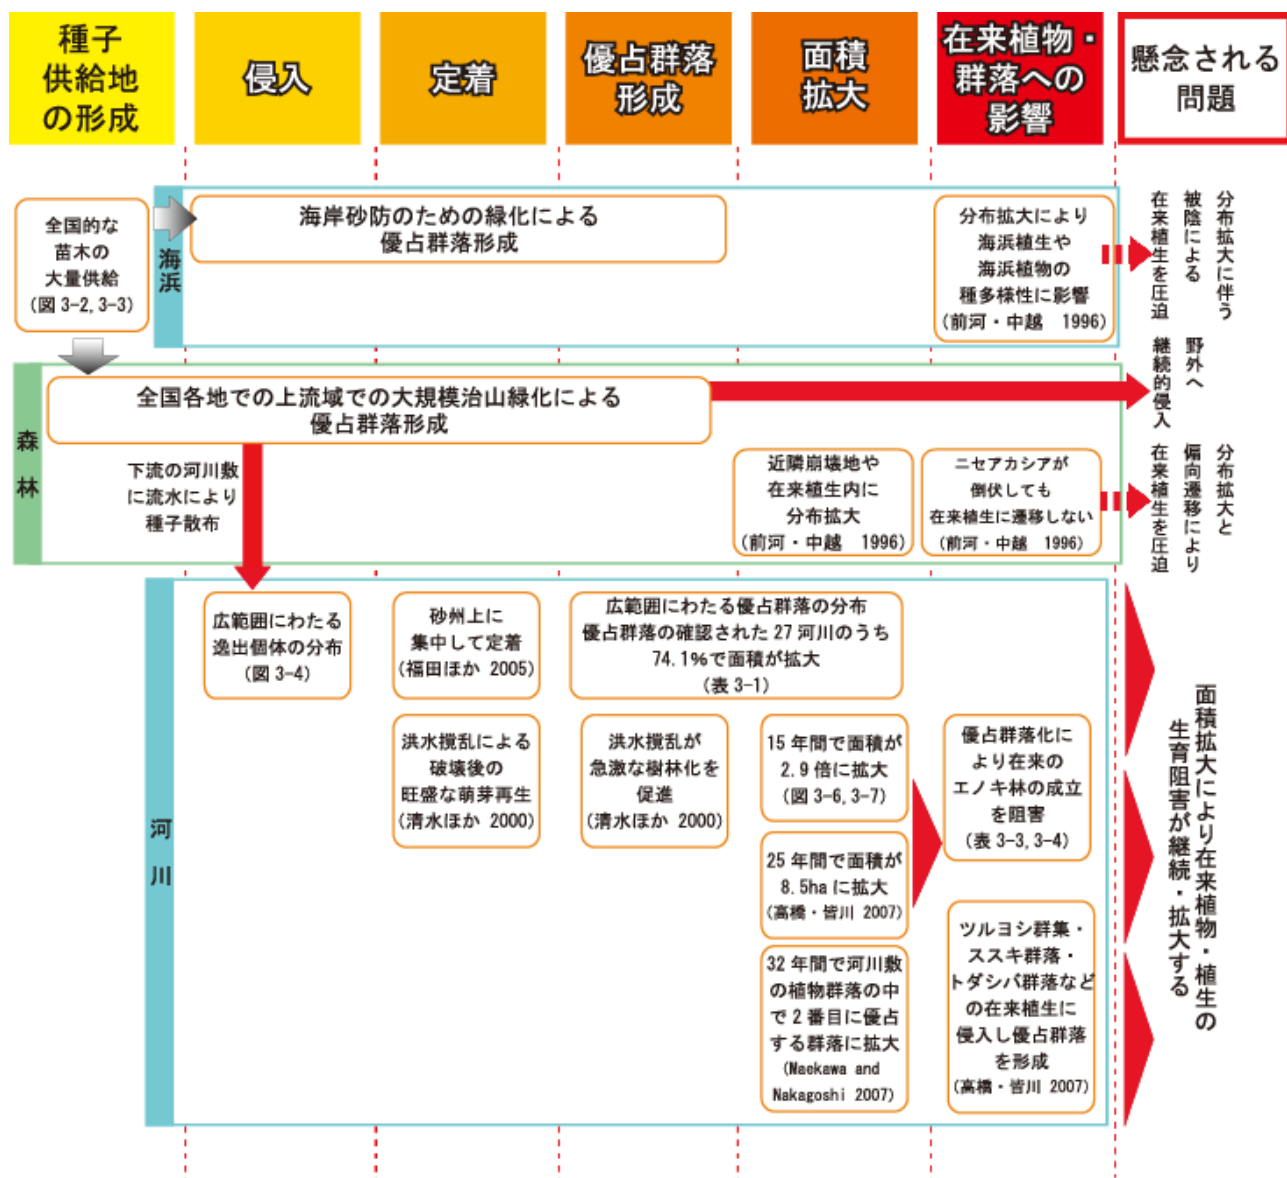 種子
供給地
の形成
侵入
定着
優占群落
形成
面積
拡大
在来植物・
群落への
影響
懸念される
問題
全国的な
苗木の
大量供給
(図 3-2, 3-3)
海浜
海岸砂防のための緑化による
優占群落形成
分布拡大により
海浜植生や
海浜植物の
種多様性に影響
(前河・中越　1996)
分布拡大に伴う
被陰による
在来植生を圧迫
森林
全国各地での上流域での大規模治山緑化による
優占群落形成
野外へ
継続的侵入
下流の河川敷
に流水により
種子散布
近隣崩壊地や
在来植生内に
分布拡大
(前河・中越　1996)
ニセアカシアが
倒伏しても
在来植生に遷移しない
(前河・中越　1996)
分布拡大と
偏向遷移により
在来植生を圧迫
河川
広範囲にわたる
逸出個体の分布
(図 3-4)
砂州上に
集中して定着
(福田ほか 2005)
広範囲にわたる優占群落の分布
優占群落の確認された 27 河川のうち
74.1%で面積が拡大
(表 3-1)
洪水撹乱による
破壊後の
旺盛な萌芽再生
(清水ほか 2000)
洪水撹乱が
急激な樹林化を
促進
(清水ほか 2000)
15 年間で面積が
2.9 倍に拡大
(図 3-6, 3-7)
25 年間で面積が
8.5ha に拡大
(高橋・皆川 2007)
32 年間で河川敷
の植物群落の中
で 2 番目に優占
する群落に拡大
(Maekawa and
Nakagoshi 2007)
優占群落化に
より在来の
エノキ林の成立
を阻害
(表 3-3, 3-4)
ツルヨシ群集・
ススキ群落・
トダシバ群落など
の在来植生に
侵入し優占群落
を形成
(高橋・皆川 2007)
面積拡大により在来植物・植生の
生育阻害が継続・拡大する